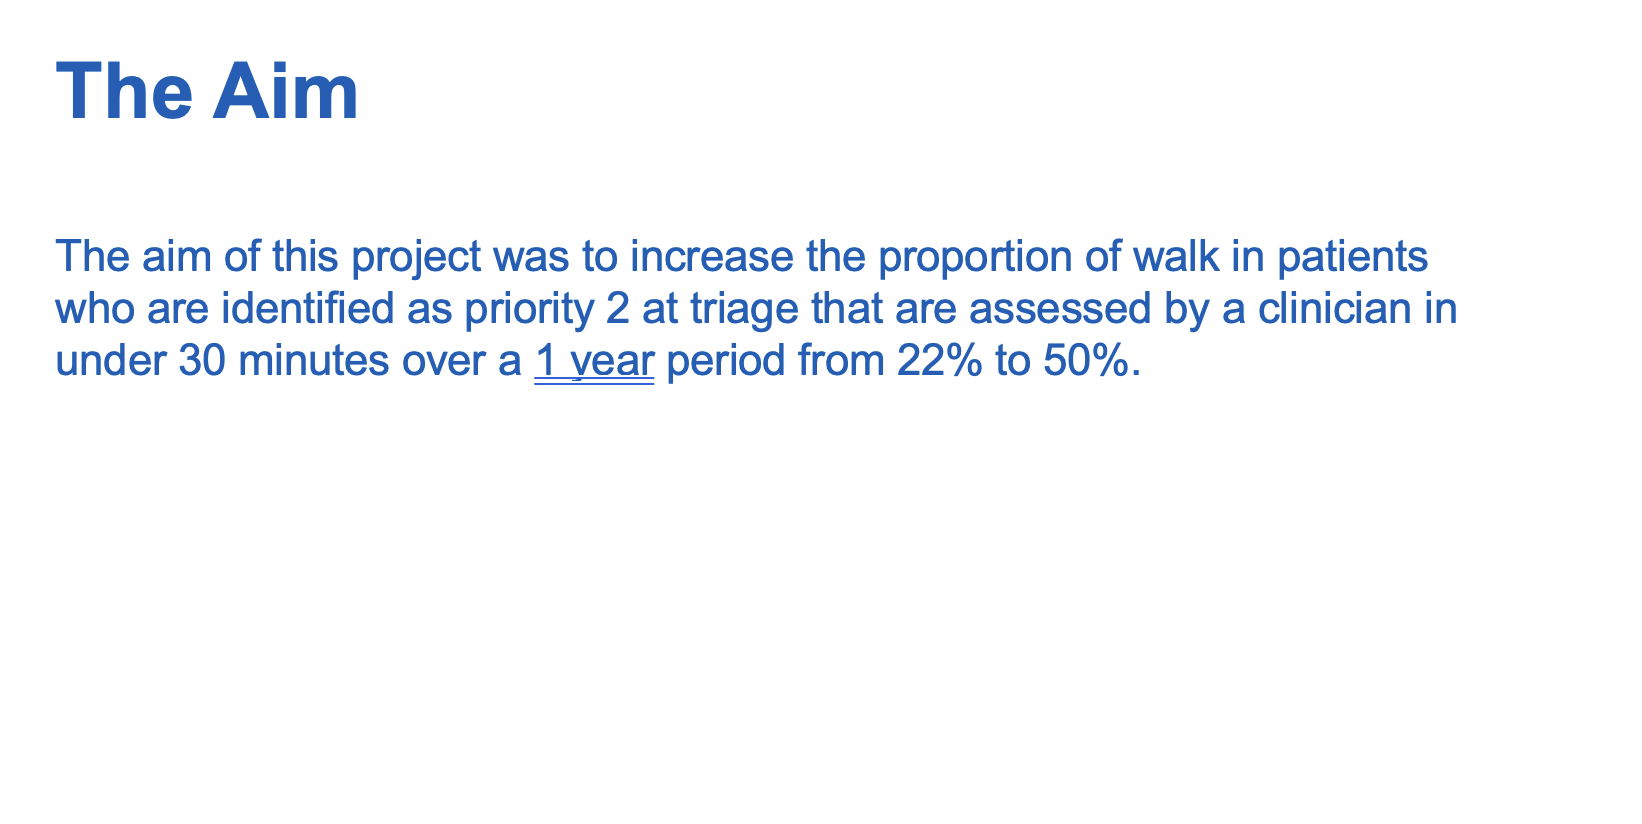 The Aim
The aim of this project was to increase the proportion of walk in patients
who are identified as priority 2 at triage that are assessed by a clinician in
under 30 minutes over a 1 year period from 22% to 50%.